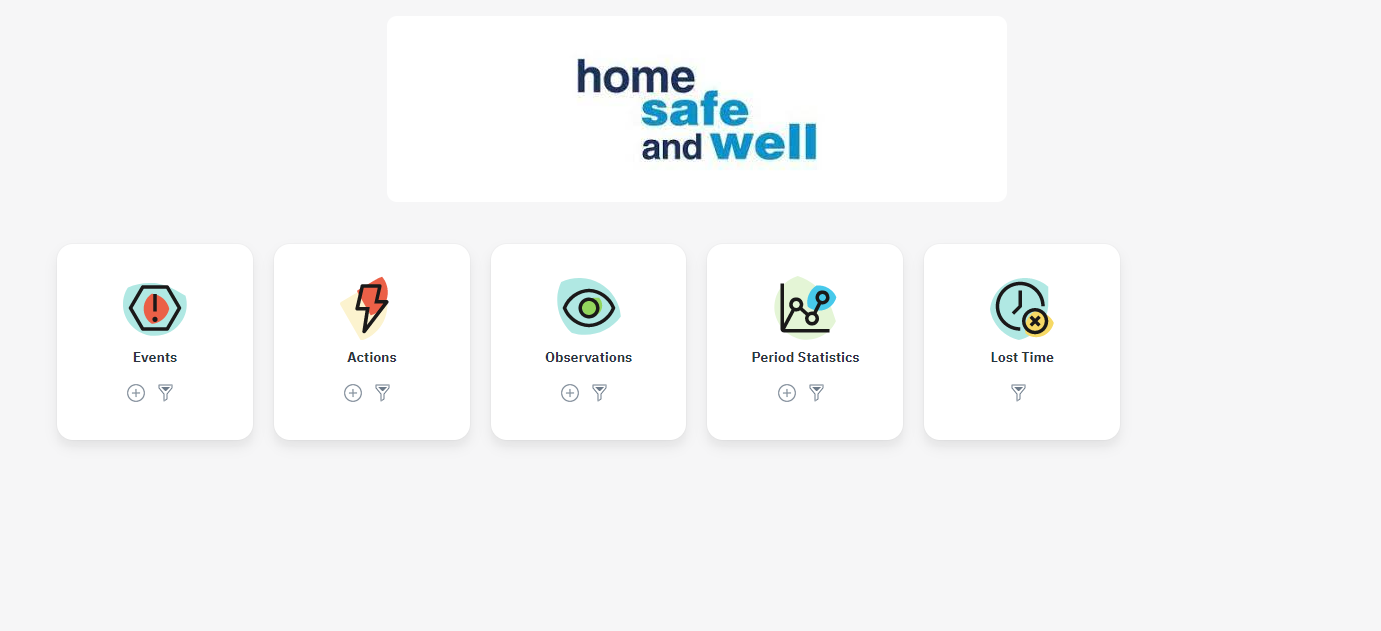 home
safe
and well
Events
Actions
Observations
Period Statistics
Lost Time